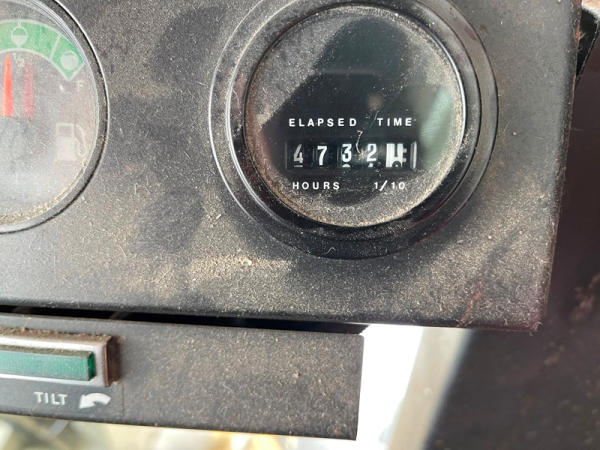 F
ELAPSED TIME
4732
HOURS 1/10
TILT